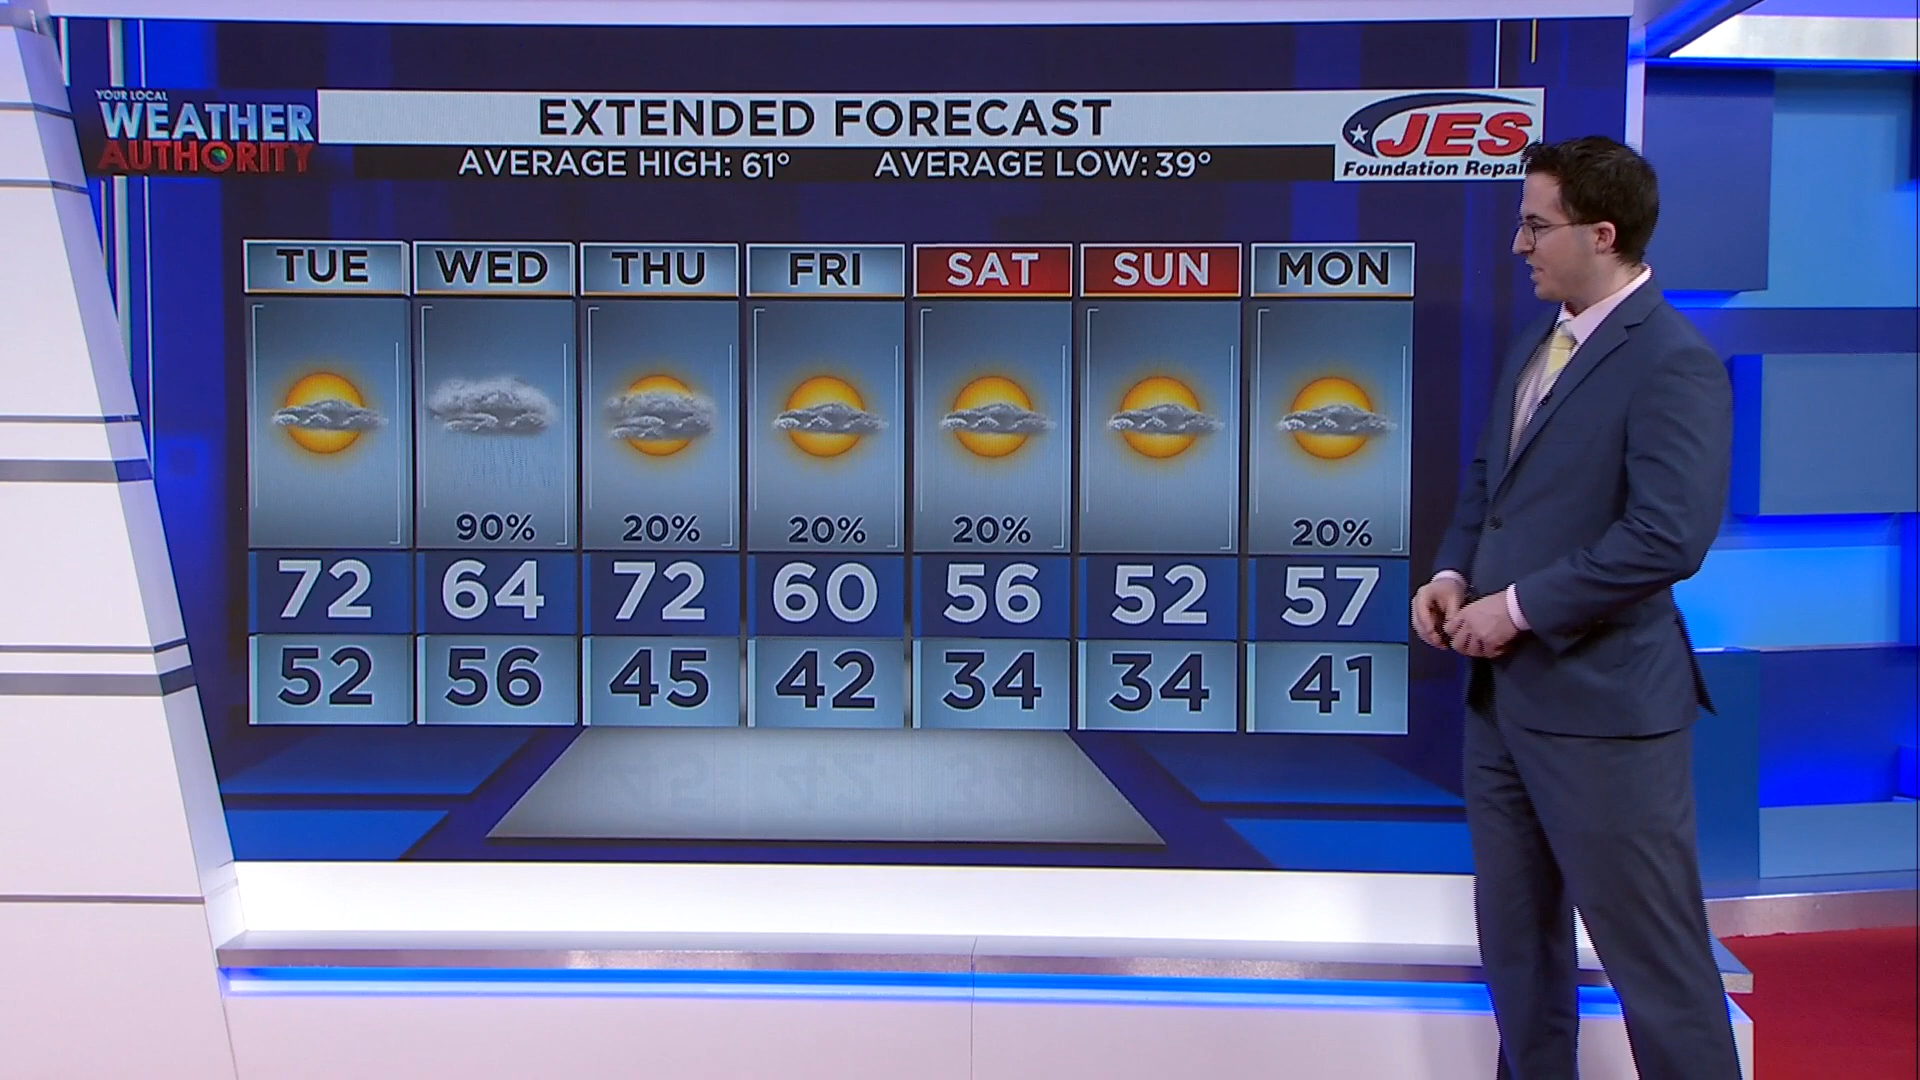 YOUR LOCAL
WEATHER
AUTHORITY
EXTENDED FORECAST
AVERAGE HIGH: 61° AVERAGE LOW: 39°
JES
Foundation Repair
TUE WED THU FRI SAT SUN MON
90% 20% 20% 20% 20%
72 64 72 60 56 52 57
52 56 45 42 34 34 41